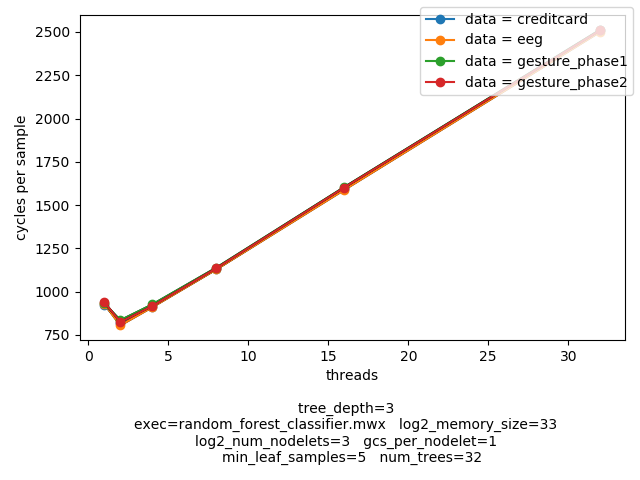 data = creditcard
data = eeg
data = gesture_phase1
data = gesture_phase2
2500
2250
2000
1750
1500
1250
1000
750
cycles per sample
0 5 10 15 20 25 30
threads
tree_depth=3
exec=random_forest_classifier.mwx log2_memory_size=33
log2_num_nodelets=3 gcs_per_nodelet=1
min_leaf_samples=5 num_trees=32